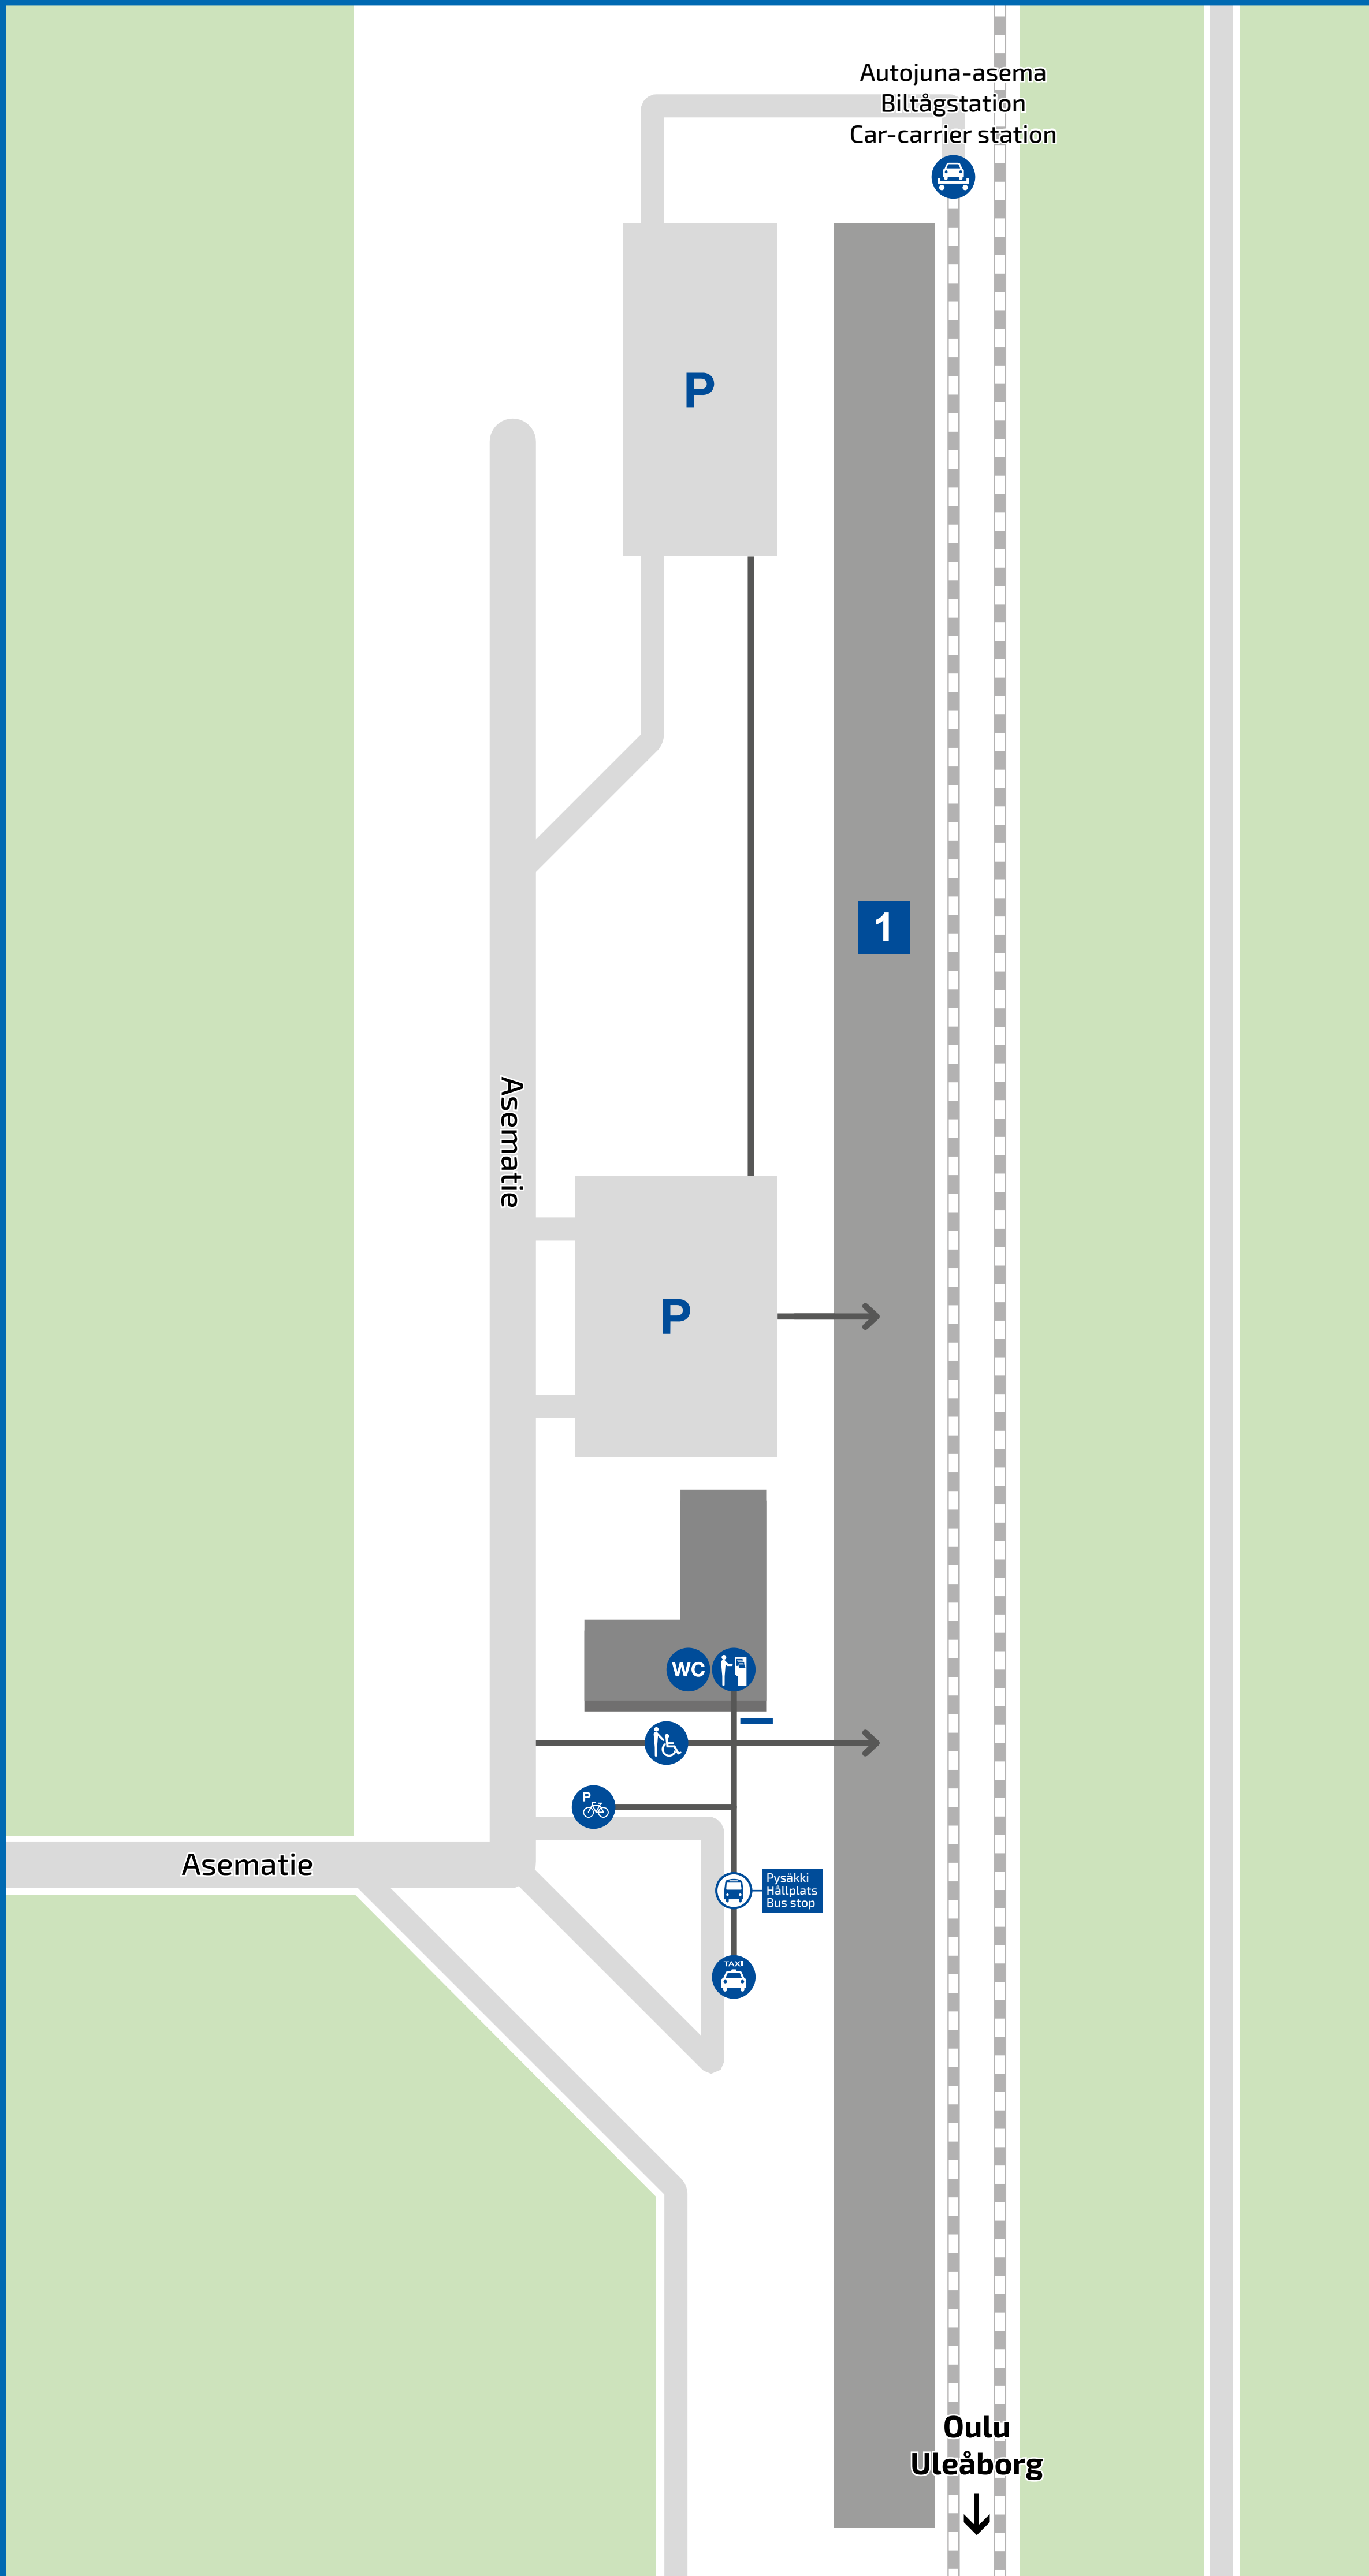 Autojuna-asema
Biltågstation
Car-carrier station
P
1
Asematie
P
WC
P
Asematie
Pysäkki
Hållplats
Bus stop
TAXI
Oulu
Uleåborg